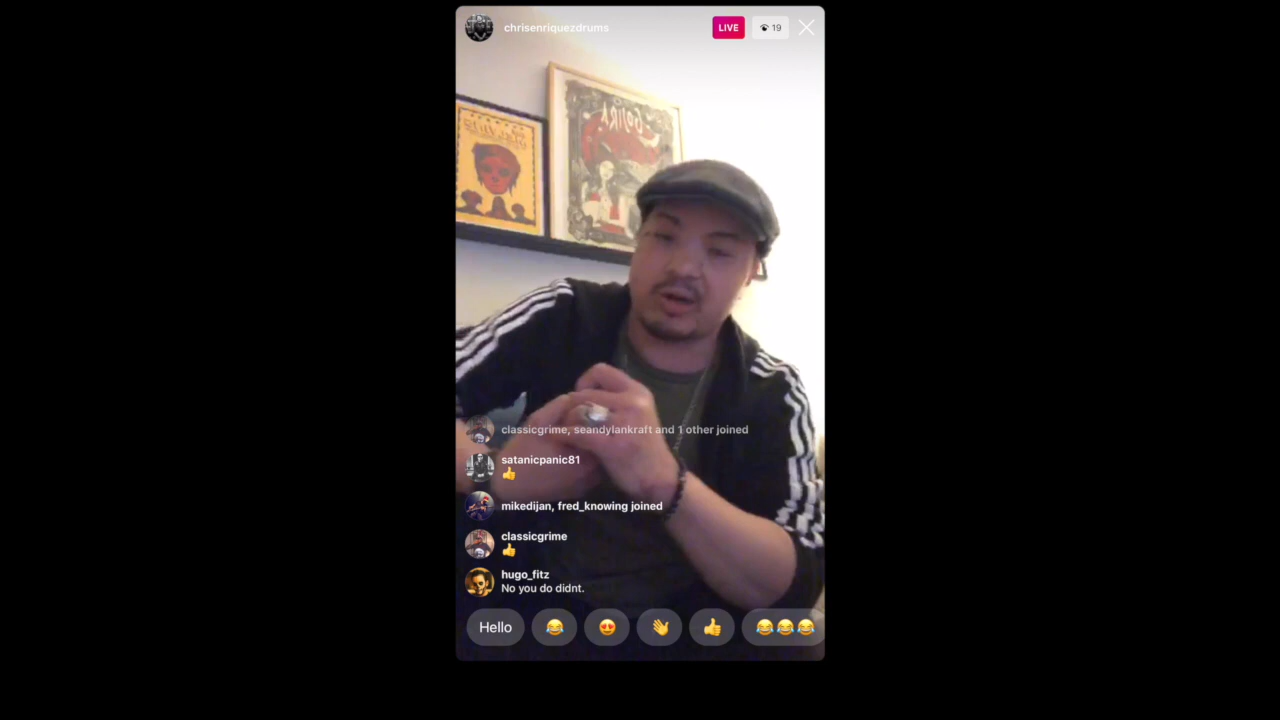 chrisenriquezdrums
LIVE
19
GOJIRA
classicgrime, seandylankraft and 1 other joined
satanicpanic81
👍
mikedijan, fred_knowing joined
classicgrime
👍
hugo_fitz
No you do didnt.
Hello